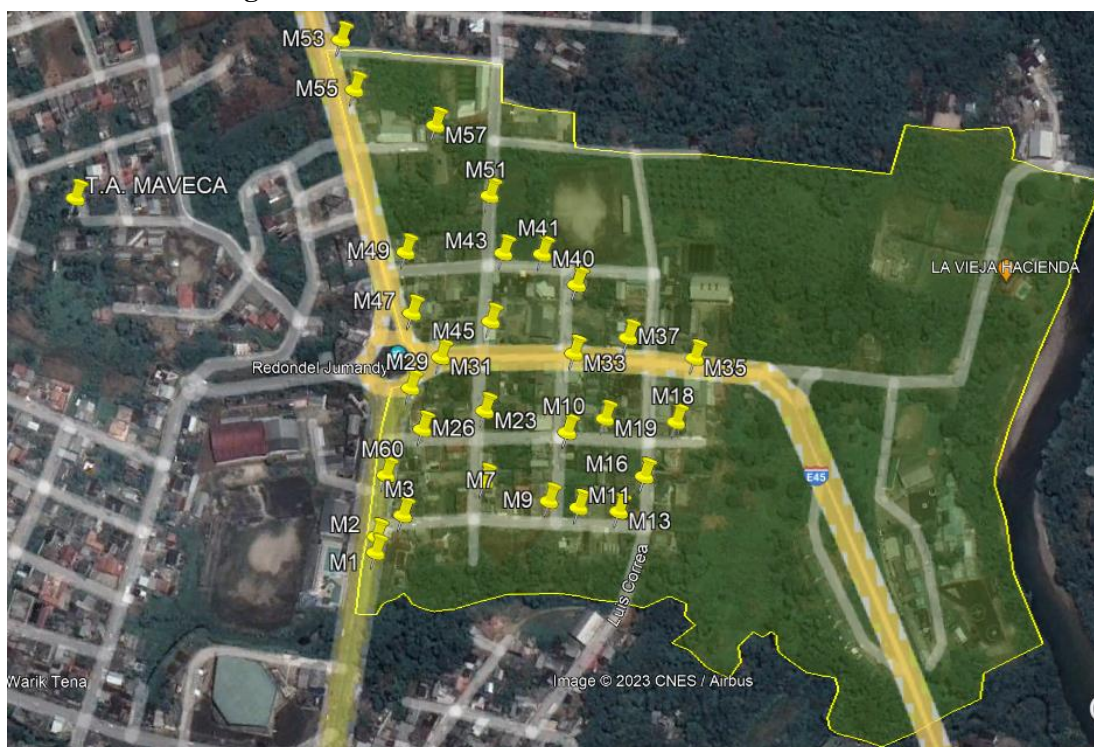 M53
M55
M57
M51
T.A. MAVECA
M49
M43
M41
M40
LA VIEJA HACIENDA
M47
M45
M37
Redondel Jumandy
M29
M31
M33
M35
M26
M23
M10
M19
M18
M60
M7
M16
E45
M3
M9
M11
M13
M2
M1
Luis Correa
Warik Tena
Image © 2023 CNES / Airbus